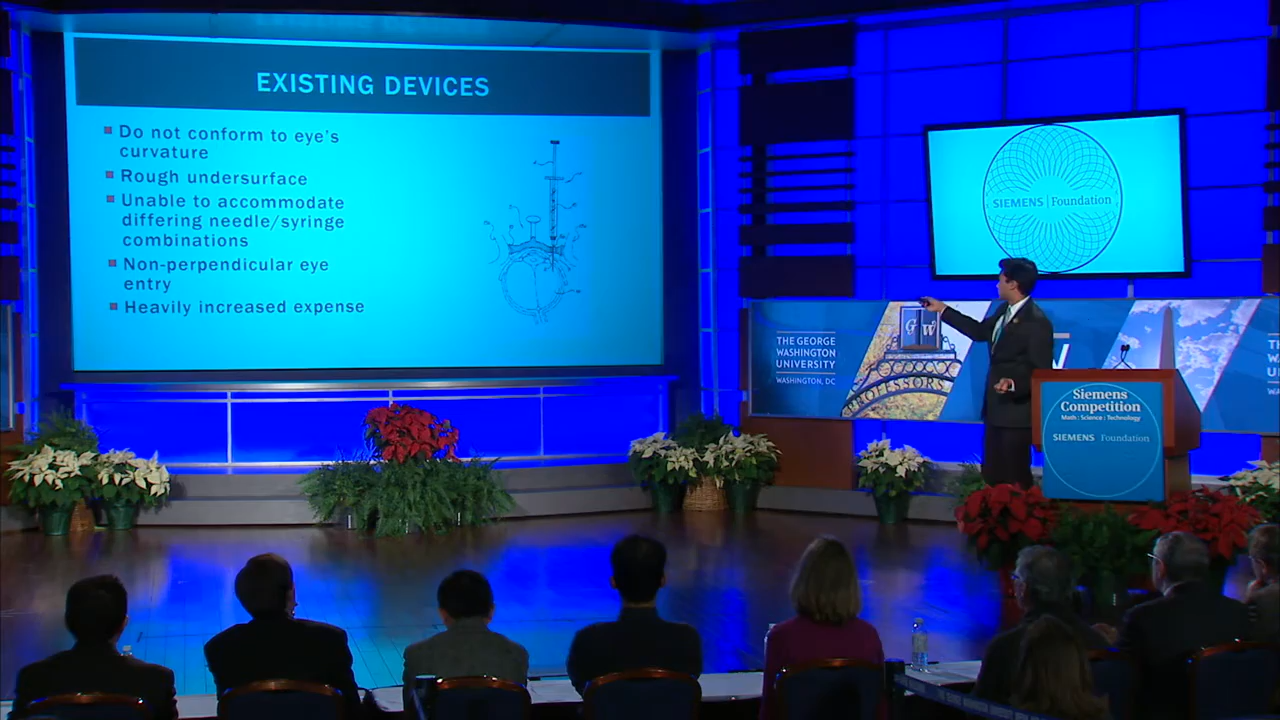 EXISTING DEVICES
Do not conform to eye's
curvature
Rough undersurface
Unable to accommodate
differing needle/syringe
combinations
Non-perpendicular eye
entry
Heavily increased expense
SIEMENS | Foundation
THE GEORGE
WASHINGTON
UNIVERSITY
WASHINGTON, DC
G W
PROFESSORS
W
Siemens
Competition
Math : Science : Technology
SIEMENS Foundation